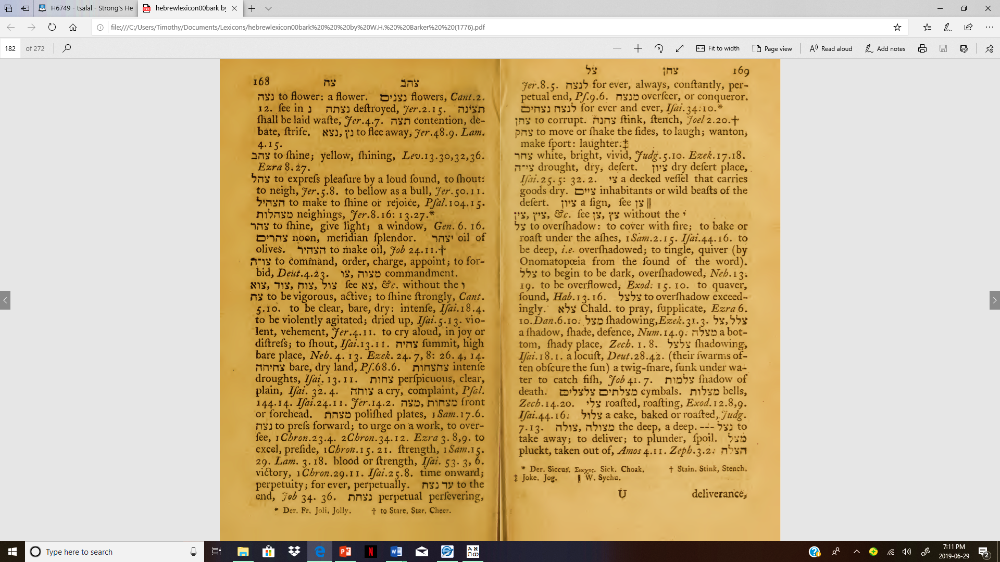 H6749 - tsalal - Strong's He
hebrewlexicon00bark by
file:///C:/Users/Timothy/Documents/Lexicons/hebrewlexicon00bark%20%20%20by%20W.H.%20%20Barker%20%20(1776).pdf
182 of 272
Fit to width
Page view
Read aloud
Add notes
168 צה צהב
נצה to flower: a flower. נצנים flowers, Cant.2.
12. ſee in נ נצתה deſtroyed, Jer.2.15. תצינה
ſhall be laid waſte, Jer.4.7. תצה contention, de-
bate, ſtrife. נצא, נץ to flee away, Jer.48.9. Lam.
4.15.
צהב to ſhine; yellow, ſhining, Lev.13.30,32,36.
Ezra 8.27.
צהל to expreſs pleaſure by a loud ſound, to ſhout:
to neigh, Jer.5.8. to bellow as a bull, Jer.50.11.
הצהיל to make to ſhine or rejoice, Pſal.104.15.
מצהלות neighings, Jer.8.16: 13.27.*
צהר to ſhine, give light; a window, Gen. 6. 16.
צהרים noon, meridian ſplendor. יצהר oil of
olives. הצהיר to make oil, Job 24.11.†
צו־ה to command, order, charge, appoint; to for-
bid, Deut.4.23. צו, מצוה commandment.
צוא, צוד, צוח, צול ſee צא, &c. without the ו
צח to be vigorous, active; to ſhine ſtrongly, Cant.
5.10. to be clear, bare, dry: intenſe, Iſai.18.4.
to be violently agitated; dried up, Iſai.5.13. vio-
lent, vehement, Jer.4.11. to cry aloud, in joy or
diſtreſs; to ſhout, Iſai.13.11. צחיח ſummit, high
bare place, Neh. 4. 13. Ezek. 24. 7, 8: 26. 4, 14.
צחיחה bare, dry land, Pſ.68.6. צחצחות intenſe
droughts, Iſai. 13. 11. צחות perſpicuous, clear,
plain, Iſai. 32. 4. צוחה a cry, complaint, Pſal.
144.14. Iſai.24.11. Jer.14.2. מצח, מצחות front
or forehead. מצחת poliſhed plates, 1Sam.17.6.
נצח to preſs forward; to urge on a work, to over-
ſee, 1Chron.23.4. 2Chron.34.12. Ezra 3.8,9. to
excel, preſide, 1Chron.15. 21. ſtrength, 1Sam.15.
29. Lam. 3.18. blood or ſtrength, Iſai. 53. 3, 6.
victory, 1Chron.29.11. Iſai.25.8. time onward;
perpetuity; for ever, perpetually. עד נצח to the
end, Job 34. 36. נצחת perpetual perſevering,
* Der. Fr. Joli. Jolly. † to Stare, Star. Cheer.
צל צחן 169
Jer.8.5. לנצח for ever, always, conſtantly, per-
petual end, Pſ.9.6. מנצח overſeer, or conqueror.
לנצח נצחים for ever and ever, Iſai.34:10.*
צחן to corrupt. צחנה ſtink, ſtench, Joel 2.20.†
צחק to move or ſhake the ſides, to laugh; wanton,
make ſport: laughter.‡
צחר white, bright, vivid, Judg.5.10. Ezek.17.18.
צי־ה drought, dry, deſert. ציון dry deſert place,
Iſai.25.5: 32. 2. צי a decked veſſel that carries
goods dry. ציים inhabitants or wild beaſts of the
deſert. ציון a ſign, ſee צן ‖
צין, ציץ, &c. ſee צן, צץ without the י
צל to overſhadow: to cover with fire; to bake or
roaſt under the aſhes, 1Sam.2.15. Iſai.44.16. to
be deep, i.e. overſhadowed; to tingle, quiver (by
Onomatopœia from the ſound of the word).
צלל to begin to be dark, overſhadowed, Neh.13.
19. to be overflowed, Exod: 15. 10. to quaver,
ſound, Hab.13.16. צלצל to overſhadow exceed-
ingly. צלא Chald. to pray, ſupplicate, Ezra 6.
10.Dan.6.10: מצל ſhadowing, Ezek.31.3. צל, צלל
a ſhadow, ſhade, defence, Num.14.9. מצלה a bot-
tom, ſhady place, Zech. 1. 8. צלצל ſhadowing,
Iſai.18.1. a locuſt, Deut.28.42. (their ſwarms of-
ten obſcure the ſun) a twig-ſnare, ſunk under wa-
ter to catch fiſh, Job 41. 7. צלמות ſhadow of
death. מצלתים צלצלים cymbals. מצלות bells,
Zech.14.20. צלי roaſted, roaſting, Exod.12.8,9.
Iſai.44.16: צלול a cake, baked or roaſted, Judg.
7.13. צולה, מצולה the deep, a deep. --- נצל to
take away; to deliver; to plunder, ſpoil. מצל
pluckt, taken out of, Amos 4.11. Zeph.3.2: הצלה
* Der. Siccus. Σικχος. Sick. Choak. † Stain. Stink, Stench.
‡ Joke. Jog. ‖ W. Sychu.
U deliverance,
Type here to search
7:11 PM
2019-06-29
2